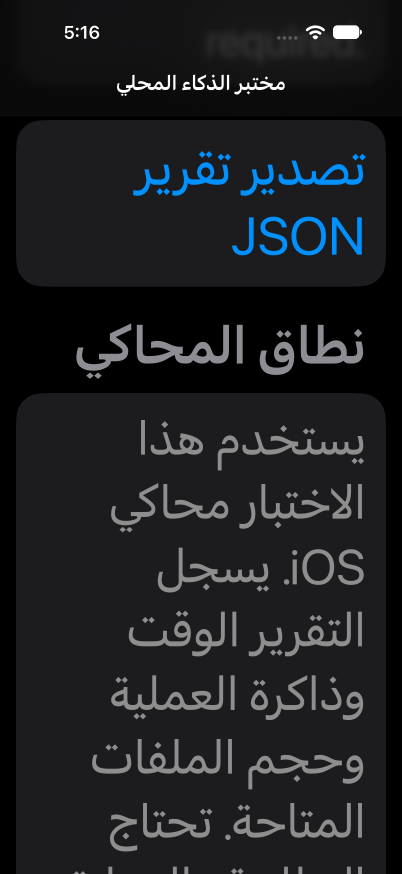 5:16
required.
مختبر الذكاء المحلي
تصدير تقرير
JSON
نطاق المحاكي
يستخدم هذا
الاختبار محاكي
iOS. يسجل
التقرير الوقت
وذاكرة العملية
وحجم الملفات
المتاحة. تحتاج